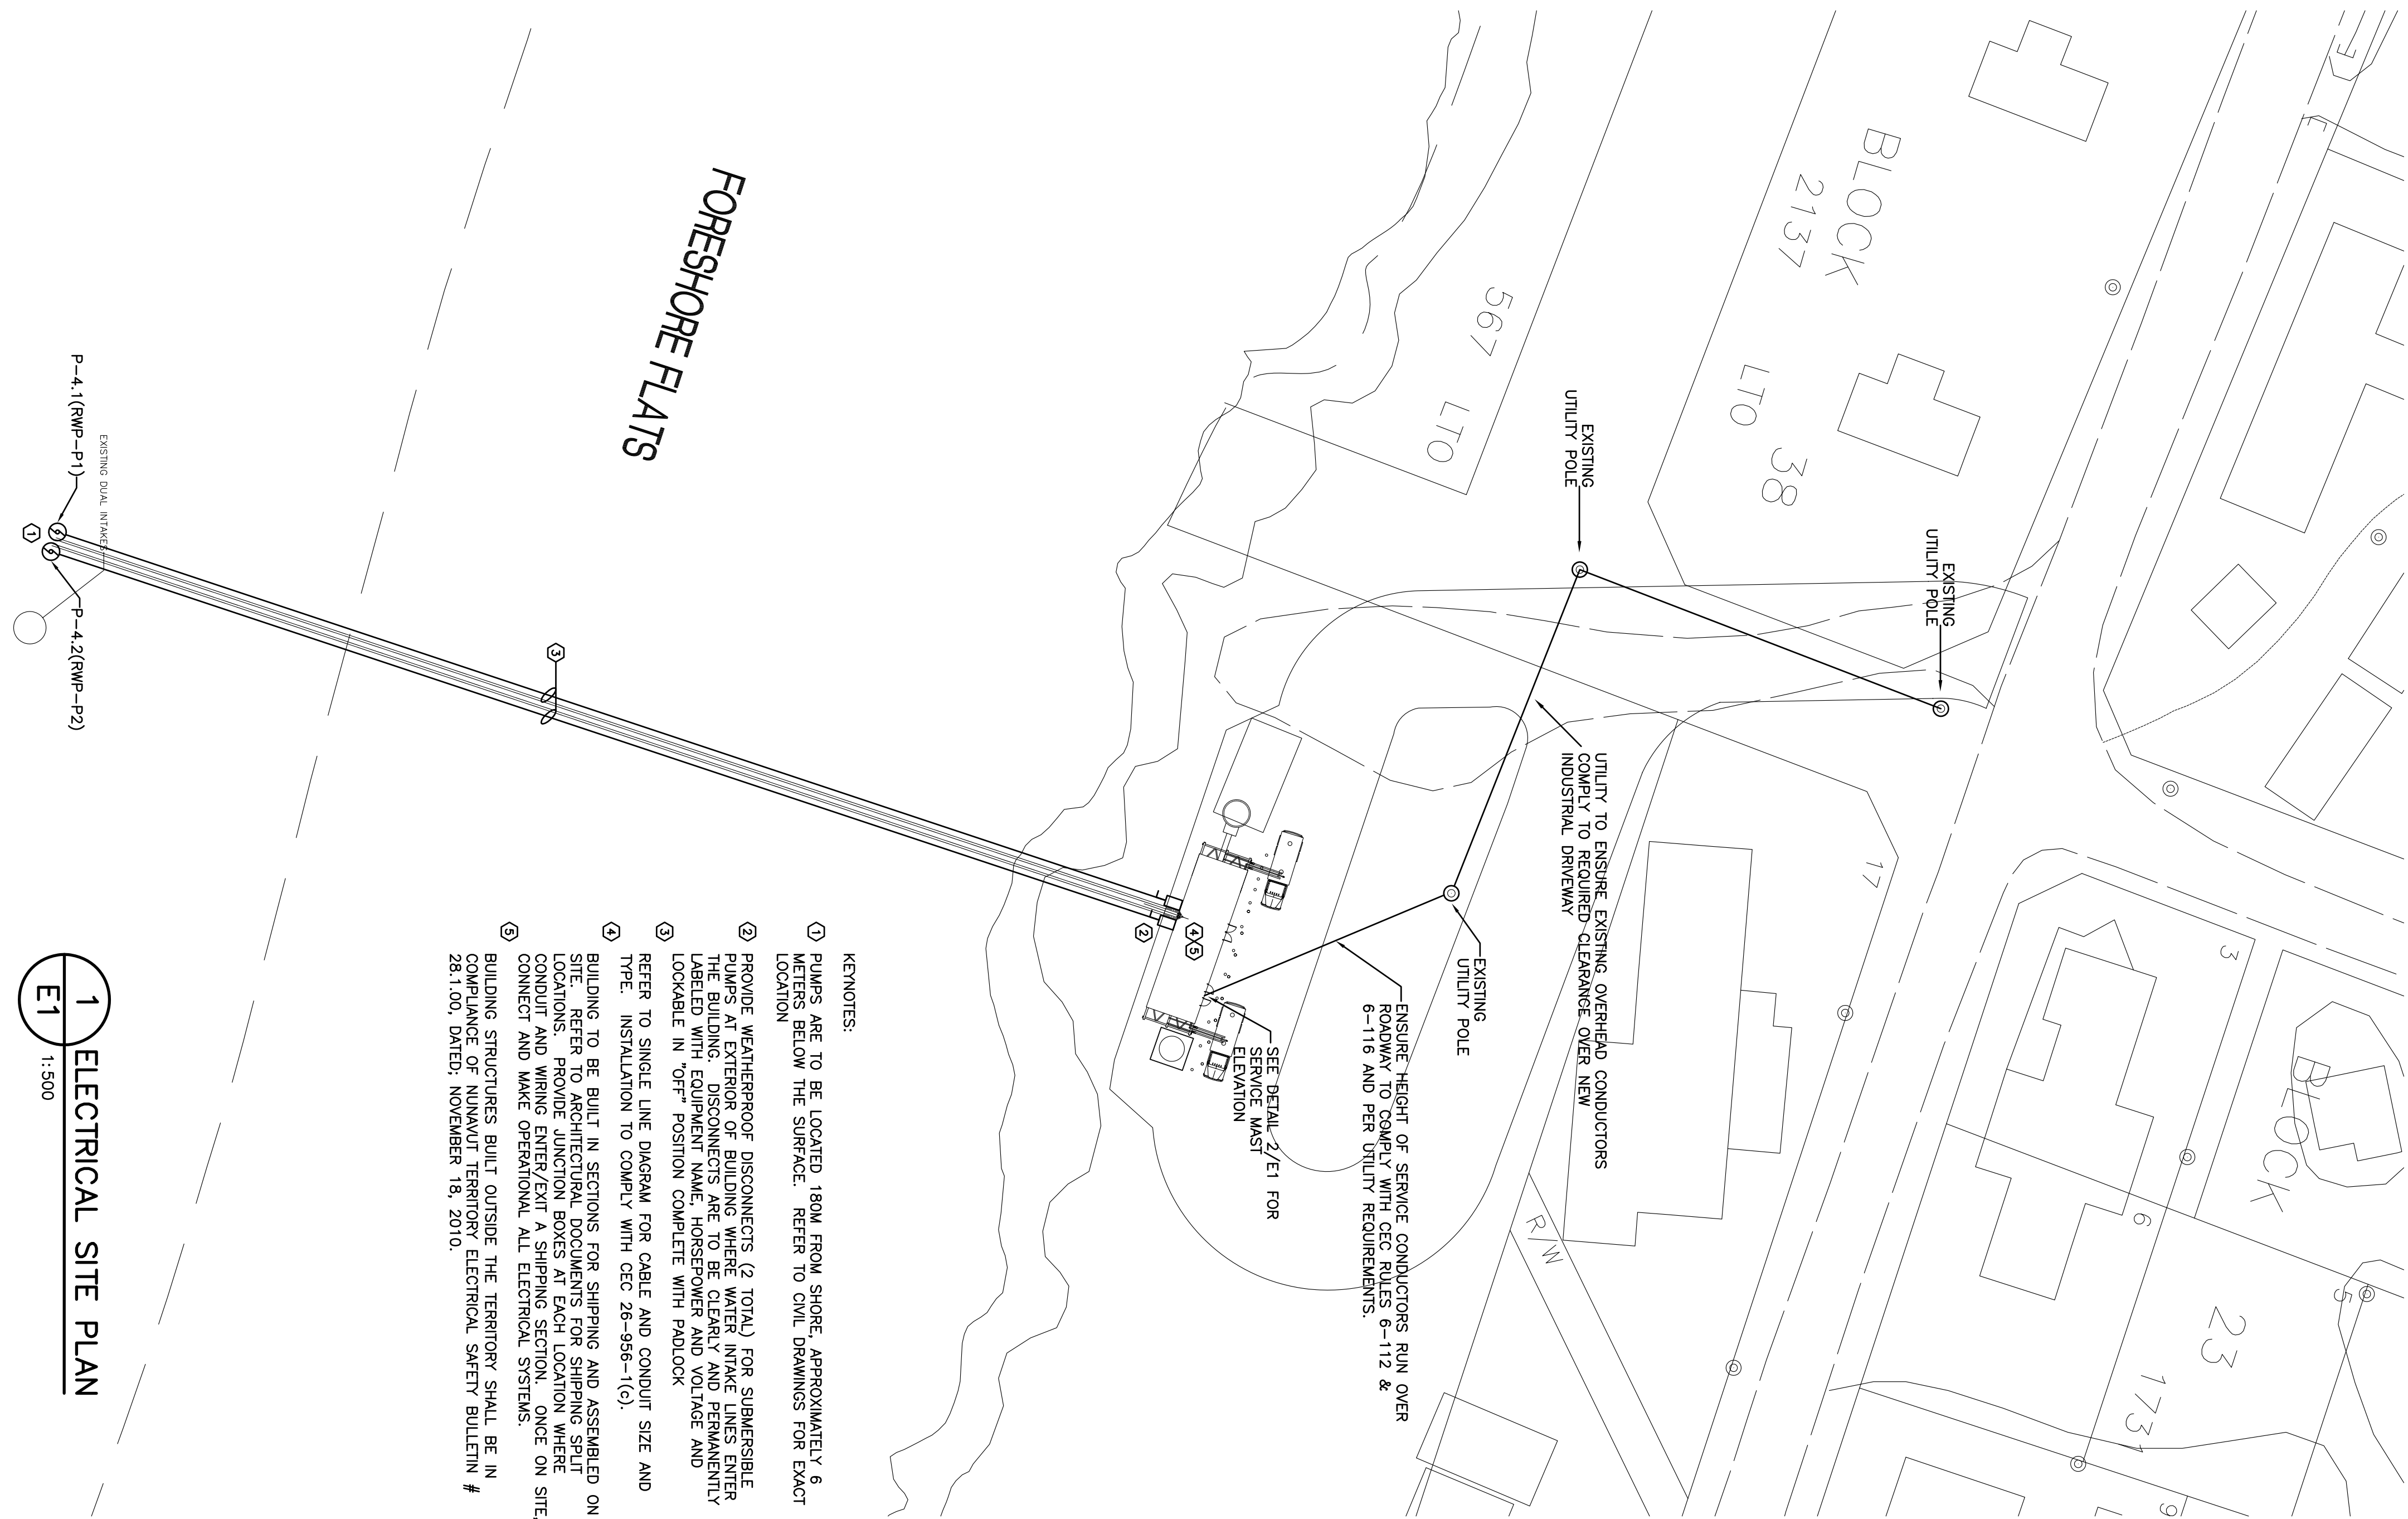 FORESHORE FLATS
BLOCK
2137
567
LTO
LTO
38
17
3
BLOCK
6
5
23
1737
9
R/W
EXISTING
UTILITY POLE
EXISTING
UTILITY POLE
UTILITY TO ENSURE EXISTING OVERHEAD CONDUCTORS
COMPLY TO REQUIRED CLEARANCE OVER NEW
INDUSTRIAL DRIVEWAY
EXISTING
UTILITY POLE
ENSURE HEIGHT OF SERVICE CONDUCTORS RUN OVER
ROADWAY TO COMPLY WITH CEC RULES 6-112 &
6-116 AND PER UTILITY REQUIREMENTS.
SEE DETAIL 2/E1 FOR
SERVICE MAST
ELEVATION
P-4.1(RWP-P1)
EXISTING DUAL INTAKES
P-4.2(RWP-P2)
1
3
2
4
5
KEYNOTES:
1 PUMPS ARE TO BE LOCATED 180M FROM SHORE, APPROXIMATELY 6
METERS BELOW THE SURFACE. REFER TO CIVIL DRAWINGS FOR EXACT
LOCATION
2 PROVIDE WEATHERPROOF DISCONNECTS (2 TOTAL) FOR SUBMERSIBLE
PUMPS AT EXTERIOR OF BUILDING WHERE WATER INTAKE LINES ENTER
THE BUILDING. DISCONNECTS ARE TO BE CLEARLY AND PERMANENTLY
LABELED WITH EQUIPMENT NAME, HORSEPOWER AND VOLTAGE AND
LOCKABLE IN "OFF" POSITION COMPLETE WITH PADLOCK
3 REFER TO SINGLE LINE DIAGRAM FOR CABLE AND CONDUIT SIZE AND
TYPE. INSTALLATION TO COMPLY WITH CEC 26-956-1(c).
4 BUILDING TO BE BUILT IN SECTIONS FOR SHIPPING AND ASSEMBLED ON
SITE. REFER TO ARCHITECTURAL DOCUMENTS FOR SHIPPING SPLIT
LOCATIONS. PROVIDE JUNCTION BOXES AT EACH LOCATION WHERE
CONDUIT AND WIRING ENTER/EXIT A SHIPPING SECTION. ONCE ON SITE,
CONNECT AND MAKE OPERATIONAL ALL ELECTRICAL SYSTEMS.
5 BUILDING STRUCTURES BUILT OUTSIDE THE TERRITORY SHALL BE IN
COMPLIANCE OF NUNAVUT TERRITORY ELECTRICAL SAFETY BULLETIN #
28.1.00, DATED; NOVEMBER 18, 2010.
1 ELECTRICAL SITE PLAN
E1 1:500